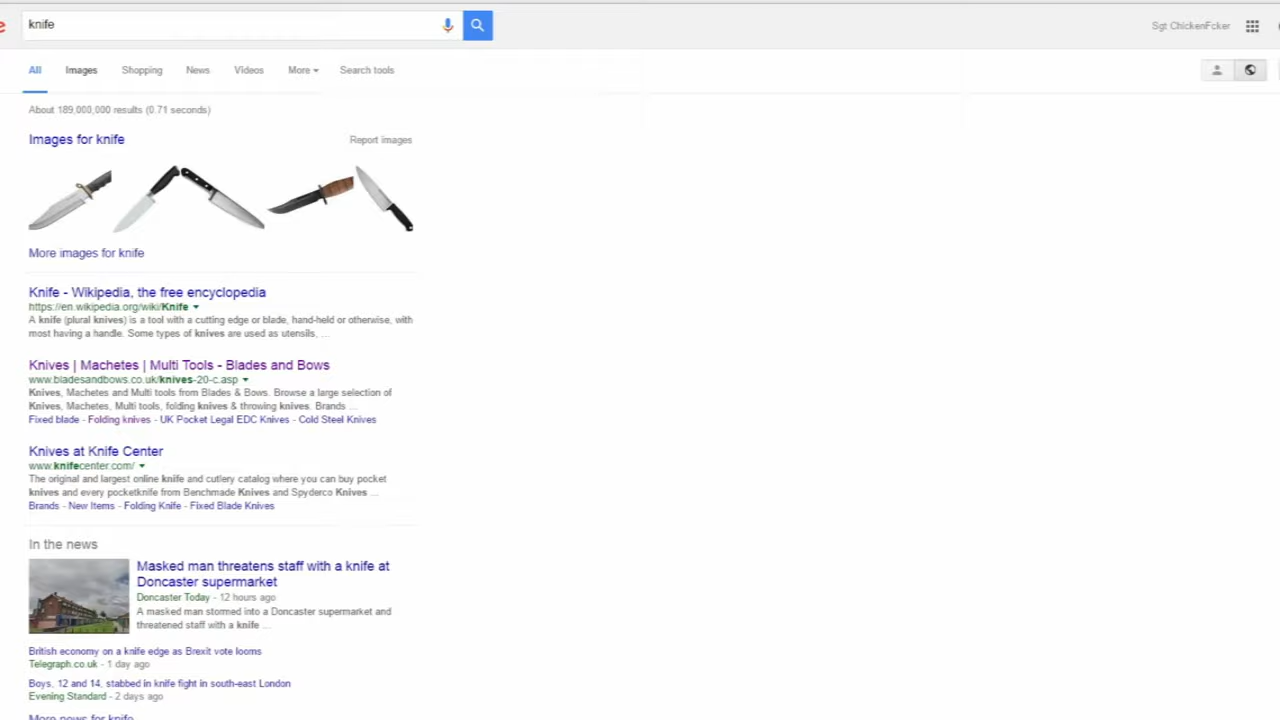 e
knife
Sgt ChickenFcker
All Images Shopping News Videos More Search tools
About 189,000,000 results (0.71 seconds)
Images for knife
Report images
More images for knife
Knife - Wikipedia, the free encyclopedia
https://en.wikipedia.org/wiki/Knife
A knife (plural knives) is a tool with a cutting edge or blade, hand-held or otherwise, with
most having a handle. Some types of knives are used as utensils, ...
Knives | Machetes | Multi Tools - Blades and Bows
www.bladesandbows.co.uk/knives-20-c.asp
Knives, Machetes and Multi tools from Blades & Bows. Browse a large selection of
Knives, Machetes, Multi tools, folding knives & throwing knives. Brands ...
Fixed blade - Folding knives - UK Pocket Legal EDC Knives - Cold Steel Knives
Knives at Knife Center
www.knifecenter.com/
The original and largest online knife and cutlery catalog where you can buy pocket
knives and every pocketknife from Benchmade Knives and Spyderco Knives ...
Brands - New Items - Folding Knife - Fixed Blade Knives
In the news
Masked man threatens staff with a knife at
Doncaster supermarket
Doncaster Today - 12 hours ago
A masked man stormed into a Doncaster supermarket and
threatened staff with a knife ...
British economy on a knife edge as Brexit vote looms
Telegraph.co.uk - 1 day ago
Boys, 12 and 14, stabbed in knife fight in south-east London
Evening Standard - 2 days ago
More news for knife